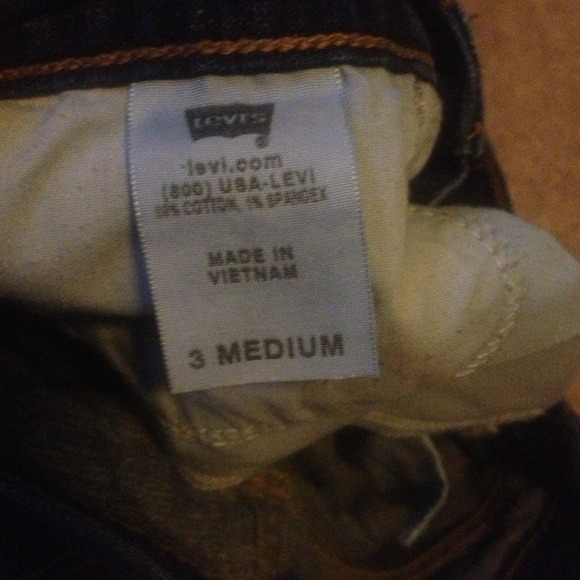 LEVI'S
®
levi.com
(800) USA-LEVI
99% COTTON, 1% SPANDEX
MADE IN
VIETNAM
3 MEDIUM